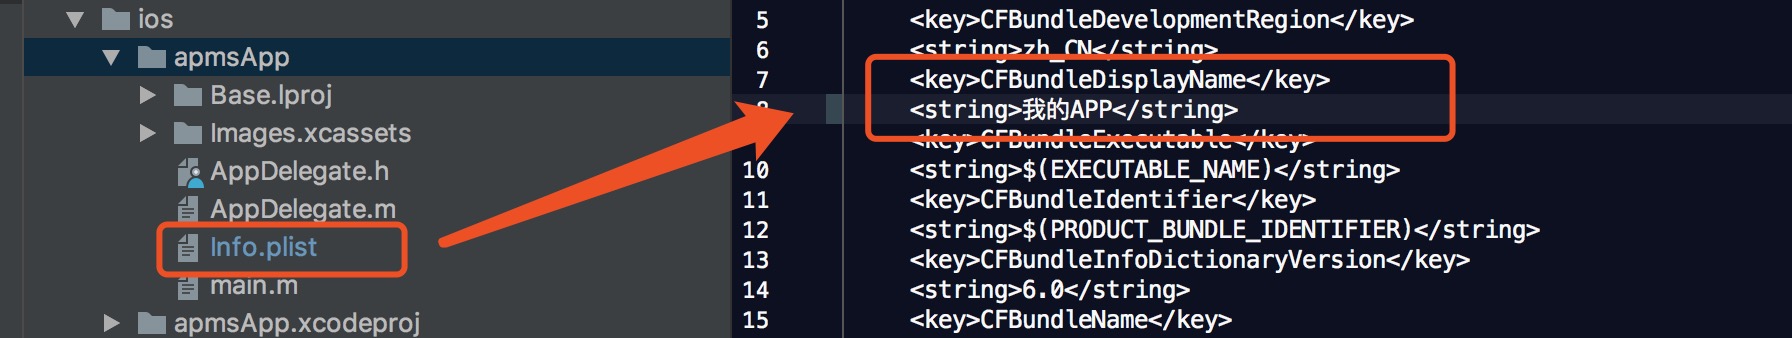 ios
apmsApp
Base.lproj
Images.xcassets
AppDelegate.h
AppDelegate.m
Info.plist
main.m
apmsApp.xcodeproj
5 <key>CFBundleDevelopmentRegion</key>
6 <string>zh_CN</string>
7 <key>CFBundleDisplayName</key>
8 <string>我的APP</string>
<key>CFBundleExecutable</key>
10 <string>$(EXECUTABLE_NAME)</string>
11 <key>CFBundleIdentifier</key>
12 <string>$(PRODUCT_BUNDLE_IDENTIFIER)</string>
13 <key>CFBundleInfoDictionaryVersion</key>
14 <string>6.0</string>
15 <key>CFBundleName</key>